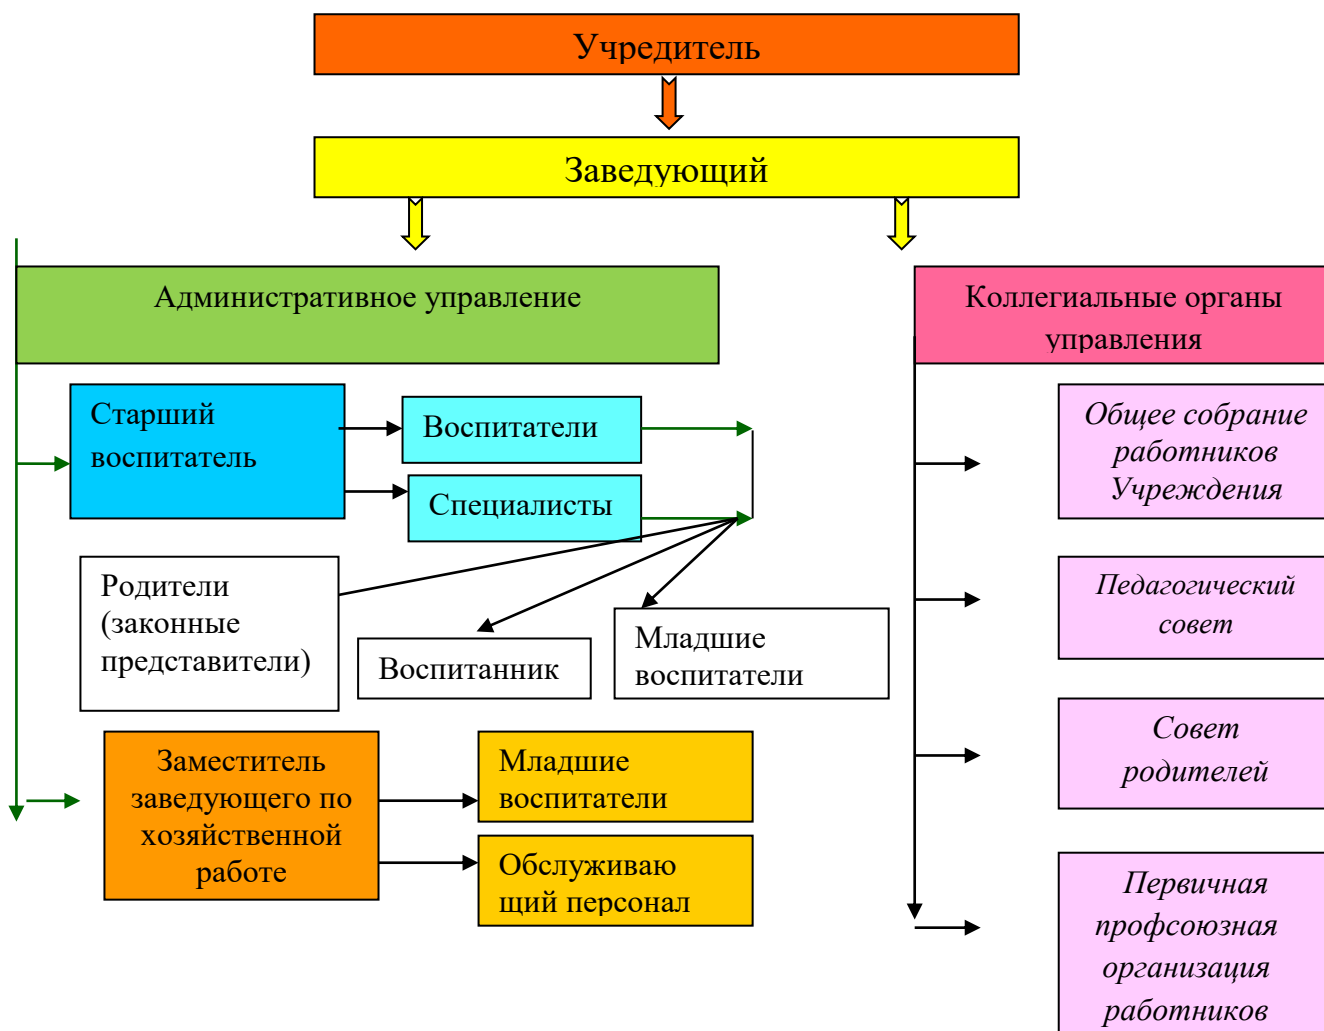 Учредитель
Заведующий
Административное управление
Коллегиальные органы
управления
Старший
воспитатель
Воспитатели
Специалисты
Родители
(законные
представители)
Воспитанник
Младшие
воспитатели
Заместитель
заведующего по
хозяйственной
работе
Младшие
воспитатели
Обслуживаю
щий персонал
Общее собрание
работников
Учреждения
Педагогический
совет
Совет
родителей
Первичная
профсоюзная
организация
работников